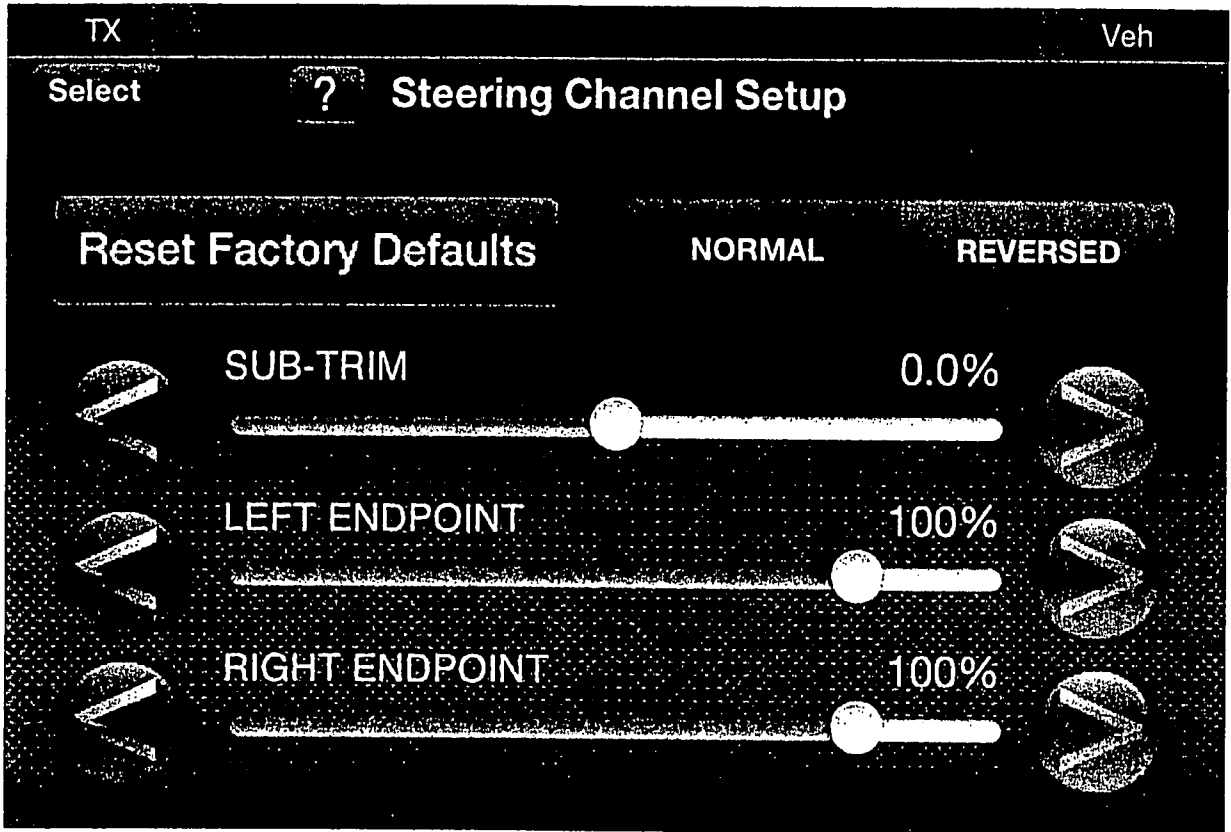 TX Veh
Select ? Steering Channel Setup
Reset Factory Defaults NORMAL REVERSED
SUB-TRIM 0.0%
LEFT ENDPOINT 100%
RIGHT ENDPOINT 100%